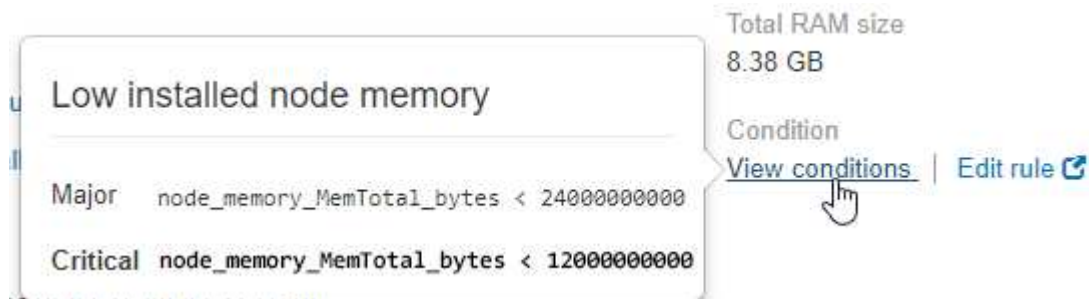 Total RAM size
8.38 GB
Low installed node memory
Condition
View conditions | Edit rule
Major node_memory_MemTotal_bytes < 24000000000
Critical node_memory_MemTotal_bytes < 12000000000